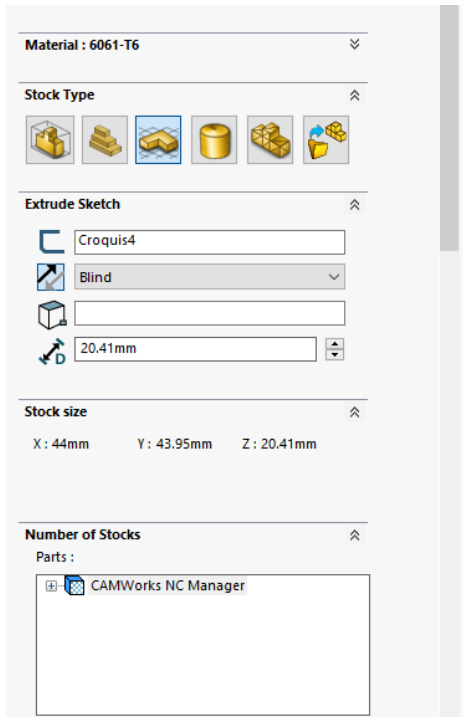 Material : 6061-T6
Stock Type
Extrude Sketch
Croquis4
Blind
D
20.41mm
Stock size
X : 44mm Y : 43.95mm Z : 20.41mm
Number of Stocks
Parts :
CAMWorks NC Manager